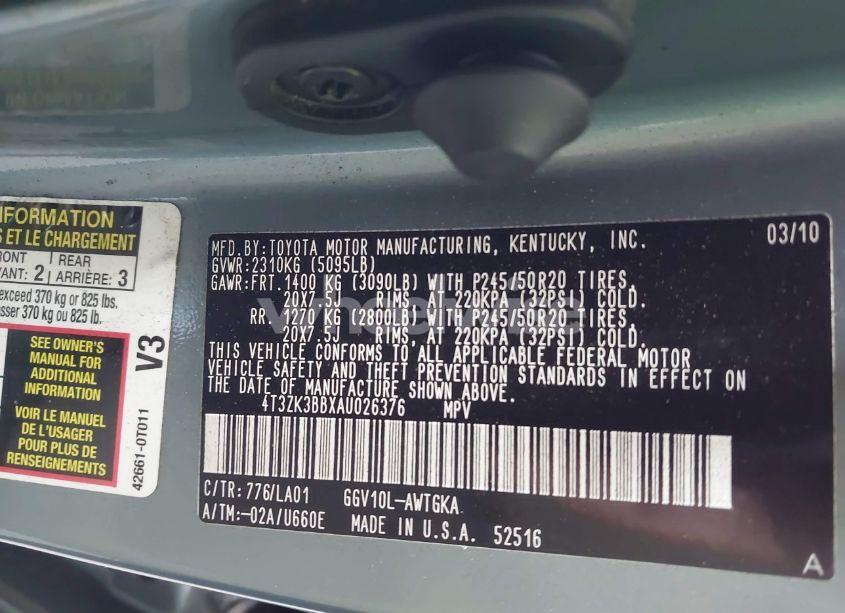 NFORMATION
S ET LE CHARGEMENT
FRONT
VANT: 2
REAR
ARRIÈRE: 3
exceed 370 kg or 825 lbs.
sser 370 kg ou 825 lb.
SEE OWNER'S
MANUAL FOR
ADDITIONAL
INFORMATION
VOIR LE MANUEL
DE L'USAGER
POUR PLUS DE
RENSEIGNEMENTS
V3
42661-0T011
MFD.BY:TOYOTA MOTOR MANUFACTURING, KENTUCKY, INC. 03/10
GVWR:2310KG (5095LB)
GAWR:FRT. 1400 KG (3090LB) WITH P245/50R20 TIRES,
20X7.5J RIMS, AT 220KPA (32PSI) COLD.
RR. 1270 KG (2800LB) WITH P245/50R20 TIRES,
20X7.5J RIMS, AT 220KPA (32PSI) COLD.
THIS VEHICLE CONFORMS TO ALL APPLICABLE FEDERAL MOTOR
VEHICLE SAFETY AND THEFT PREVENTION STANDARDS IN EFFECT ON
THE DATE OF MANUFACTURE SHOWN ABOVE.
4T3ZK3BBXAU026376 MPV
C/TR:776/LA01 GGV10L-AWTGKA
A/TM:-02A/U660E MADE IN U.S.A. 52516
A